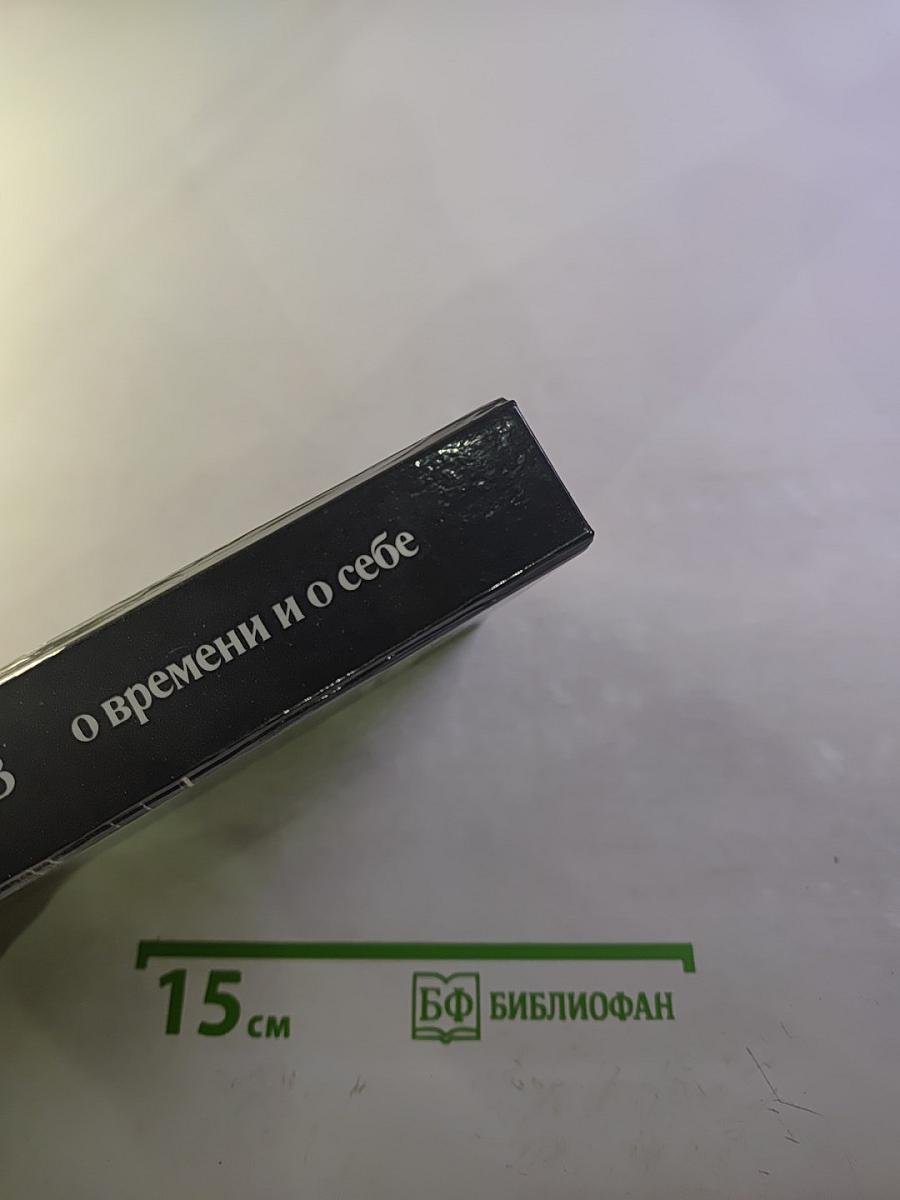 в о времени и о себе
15 см
БФ БИБЛИОФАН